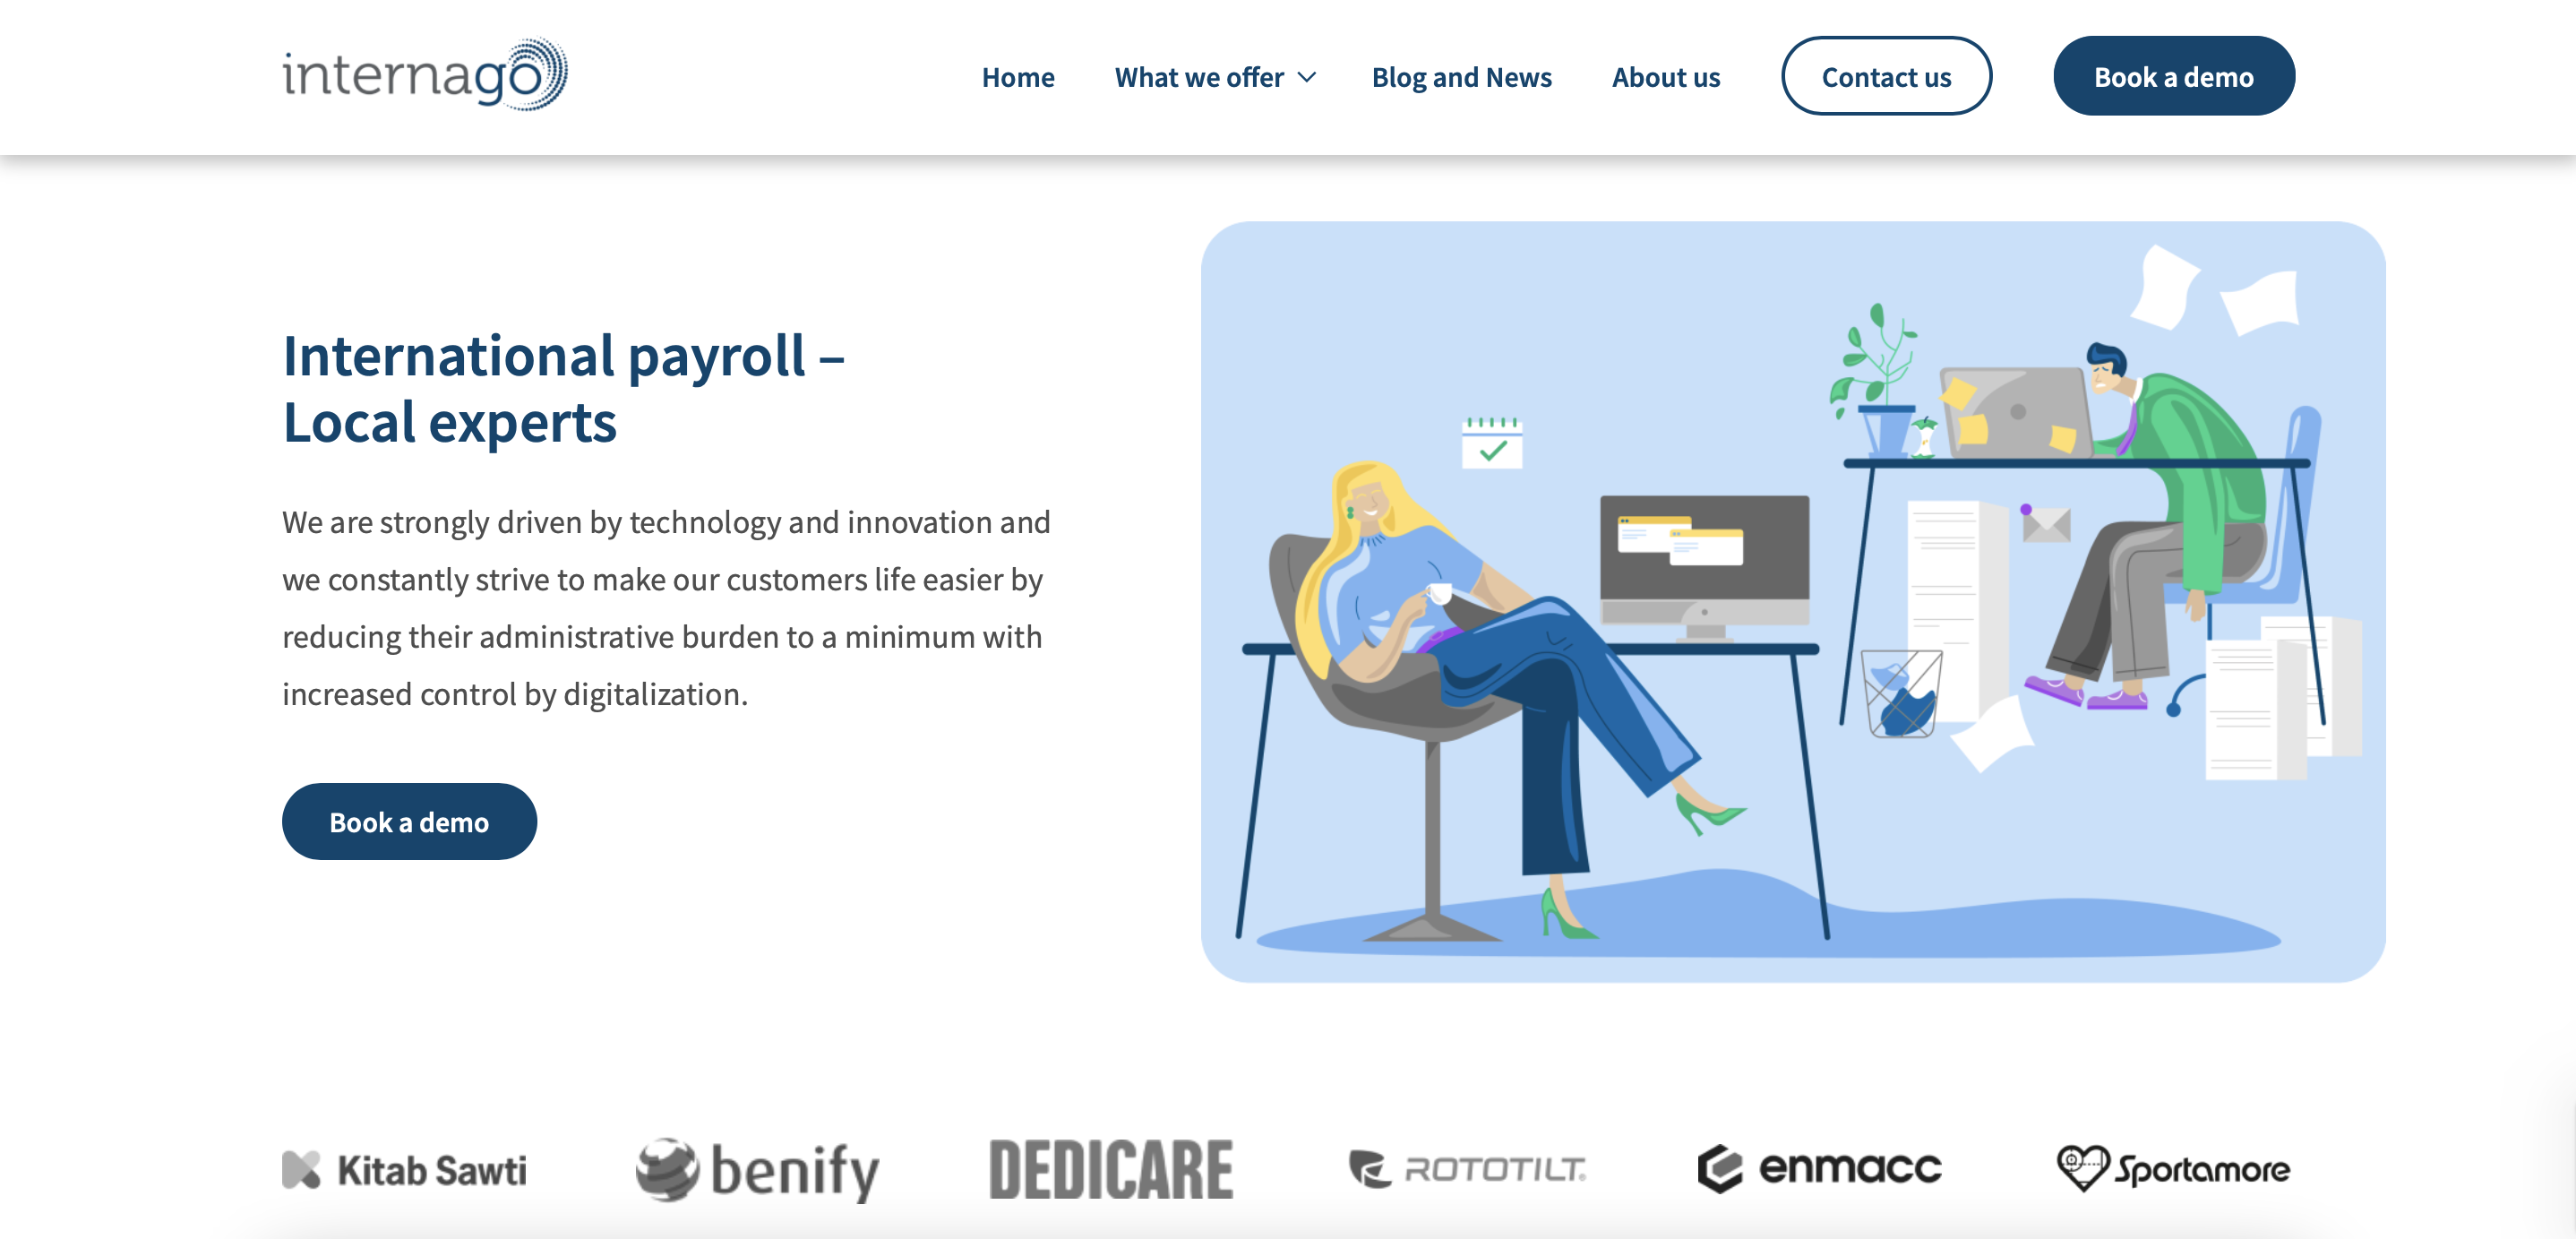 internago
Home
What we offer
Blog and News
About us
Contact us
Book a demo
International payroll –
Local experts
We are strongly driven by technology and innovation and
we constantly strive to make our customers life easier by
reducing their administrative burden to a minimum with
increased control by digitalization.
Book a demo
Kitab Sawti
benify
DEDICARE
ROTOTILT®
enmacc
Sportamore